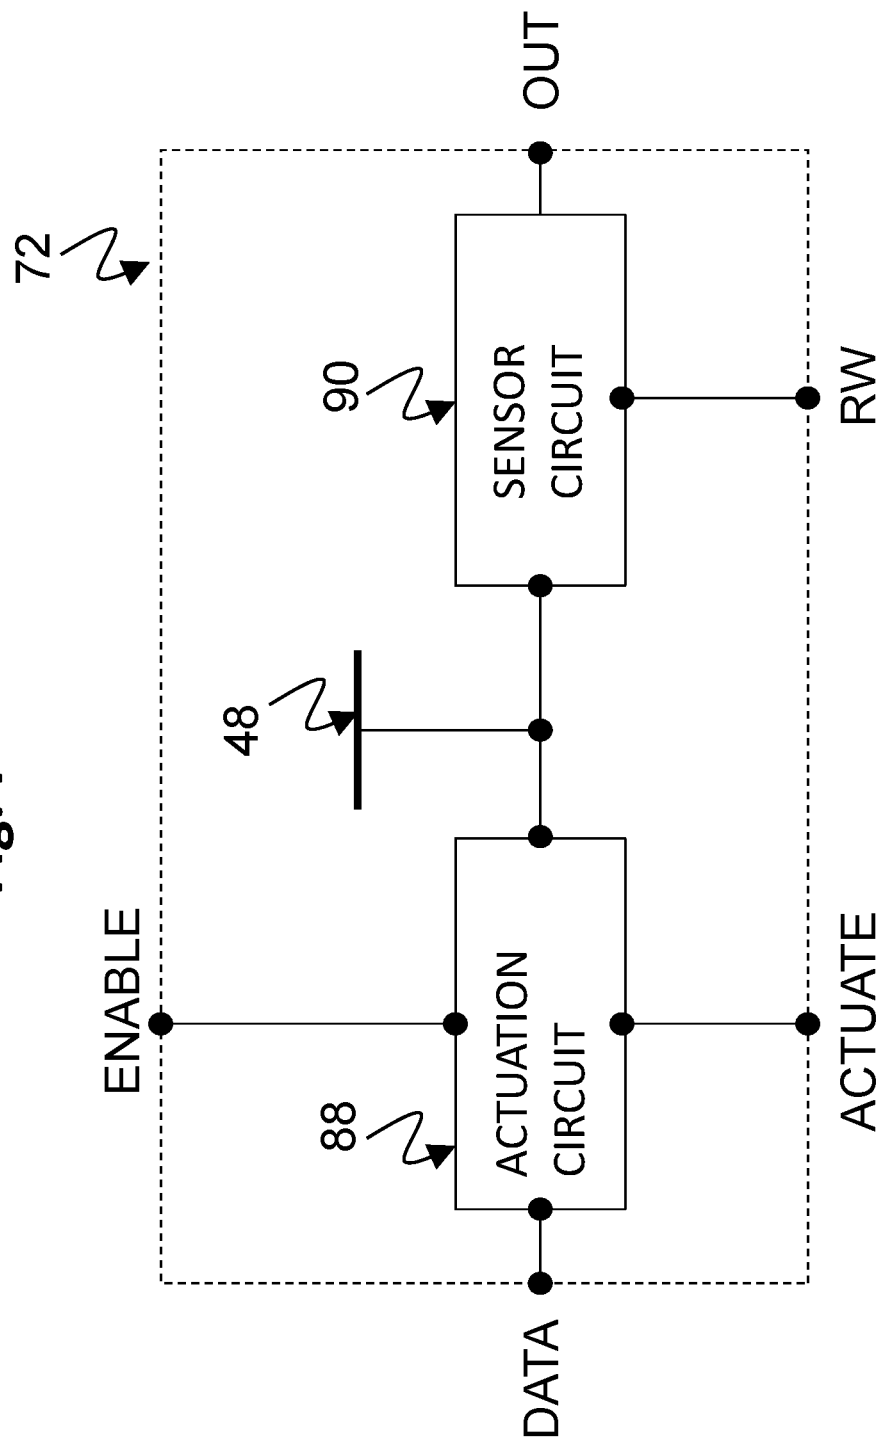 72
ENABLE
48
90
88
DATA
ACTUATION
CIRCUIT
SENSOR
CIRCUIT
OUT
ACTUATE
RW